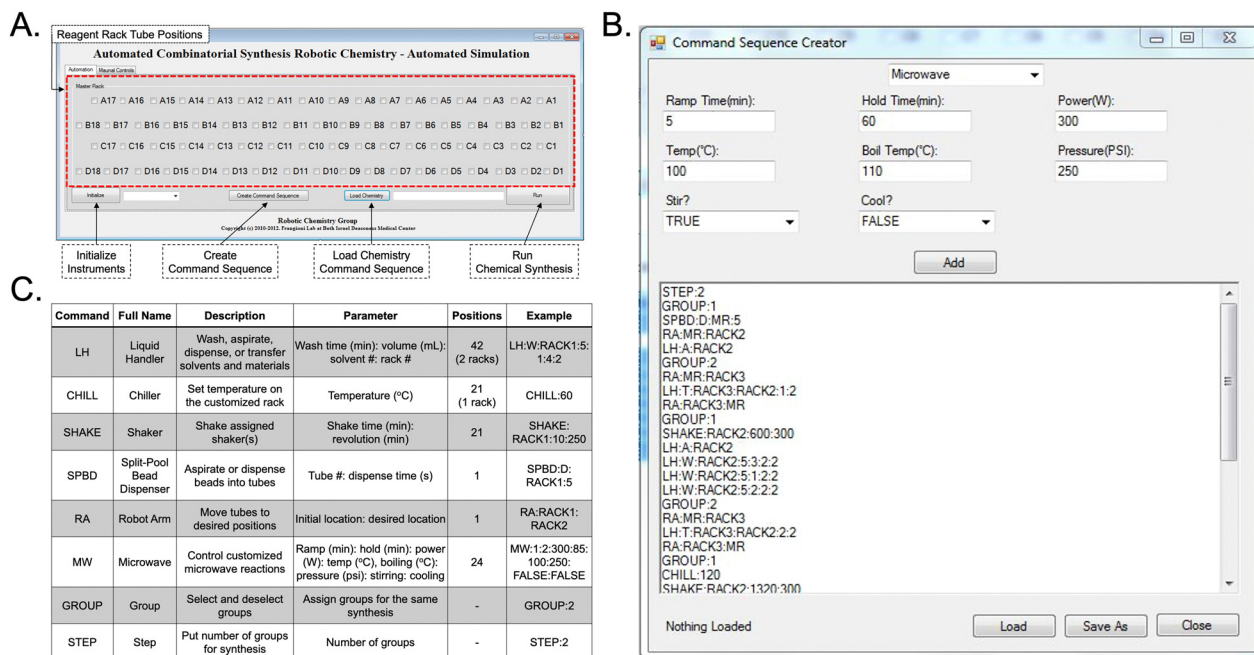 A.
Reagent Rack Tube Positions
Automated Combinatorial Synthesis Robotic Chemistry - Automated Simulation
Automation Maunal Controls
Master Rack
A17 A16 A15 A14 A13 A12 A11 A10 A9 A8 A7 A6 A5 A4 A3 A2 A1
B18 B17 B16 B15 B14 B13 B12 B11 B10 B9 B8 B7 B6 B5 B4 B3 B2 B1
C17 C16 C15 C14 C13 C12 C11 C10 C9 C8 C7 C6 C5 C4 C3 C2 C1
D18 D17 D16 D15 D14 D13 D12 D11 D10 D9 D8 D7 D6 D5 D4 D3 D2 D1
Initialize Create Command Sequence Load Chemistry Run
Robotic Chemistry Group
Copyright (c) 2010-2012. Frangioni Lab at Beth Israel Deaconess Medical Center
Initialize
Instruments
Create
Command Sequence
Load Chemistry
Command Sequence
Run
Chemical Synthesis
B.
Command Sequence Creator
Microwave
Ramp Time(min): Hold Time(min): Power(W):
5 60 300
Temp(°C): Boil Temp(°C): Pressure(PSI):
100 110 250
Stir? Cool?
TRUE FALSE
Add
STEP:2
GROUP:1
SPBD:D:MR:5
RA:MR:RACK2
LH:A:RACK2
GROUP:2
RA:MR:RACK3
LH:T:RACK3:RACK2:1:2
RA:RACK3:MR
GROUP:1
SHAKE:RACK2:600:300
LH:A:RACK2
LH:W:RACK2:5:3:2:2
LH:W:RACK2:5:1:2:2
LH:W:RACK2:5:2:2:2
GROUP:2
RA:MR:RACK3
LH:T:RACK3:RACK2:2:2
RA:RACK3:MR
GROUP:1
CHILL:120
SHAKE:RACK2:1320:300
Nothing Loaded Load Save As Close
C.
Command Full Name Description Parameter Positions Example
LH Liquid Handler Wash, aspirate, dispense, or transfer solvents and materials Wash time (min): volume (mL): solvent #: rack # 42 (2 racks) LH:W:RACK1:5:1:4:2
CHILL Chiller Set temperature on the customized rack Temperature (°C) 21 (1 rack) CHILL:60
SHAKE Shaker Shake assigned shaker(s) Shake time (min): revolution (min) 21 SHAKE:RACK1:10:250
SPBD Split-Pool Bead Dispenser Aspirate or dispense beads into tubes Tube #: dispense time (s) 1 SPBD:D:RACK1:5
RA Robot Arm Move tubes to desired positions Initial location: desired location 1 RA:RACK1:RACK2
MW Microwave Control customized microwave reactions Ramp (min): hold (min): power (W): temp (°C), boiling (°C): pressure (psi): stirring: cooling 24 MW:1:2:300:85:100:250:FALSE:FALSE
GROUP Group Select and deselect groups Assign groups for the same synthesis - GROUP:2
STEP Step Put number of groups for synthesis Number of groups - STEP:2